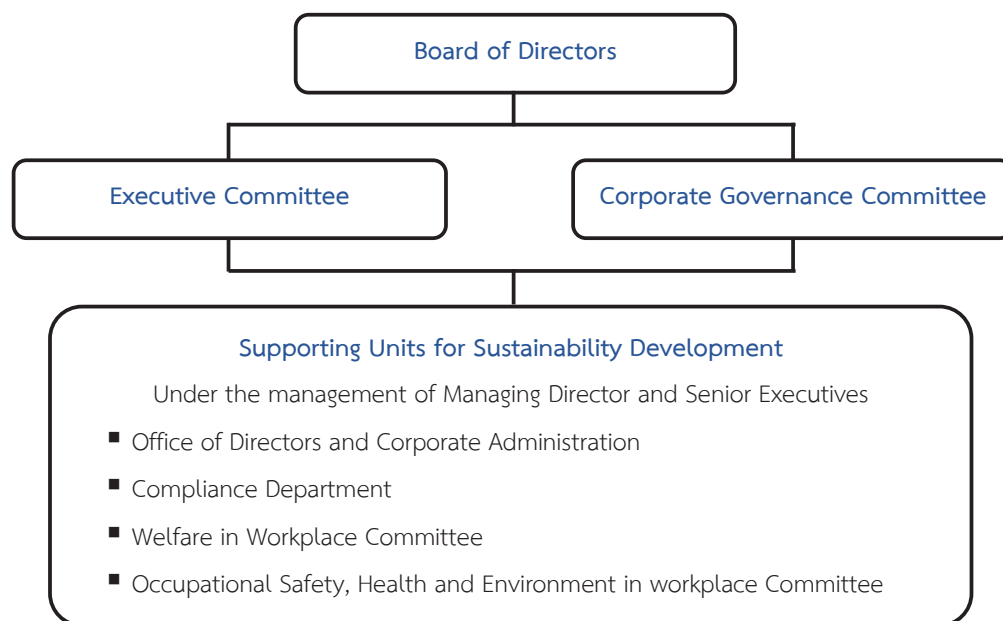 Board of Directors
Executive Committee
Corporate Governance Committee
Supporting Units for Sustainability Development
Under the management of Managing Director and Senior Executives
▪ Office of Directors and Corporate Administration
▪ Compliance Department
▪ Welfare in Workplace Committee
▪ Occupational Safety, Health and Environment in workplace Committee